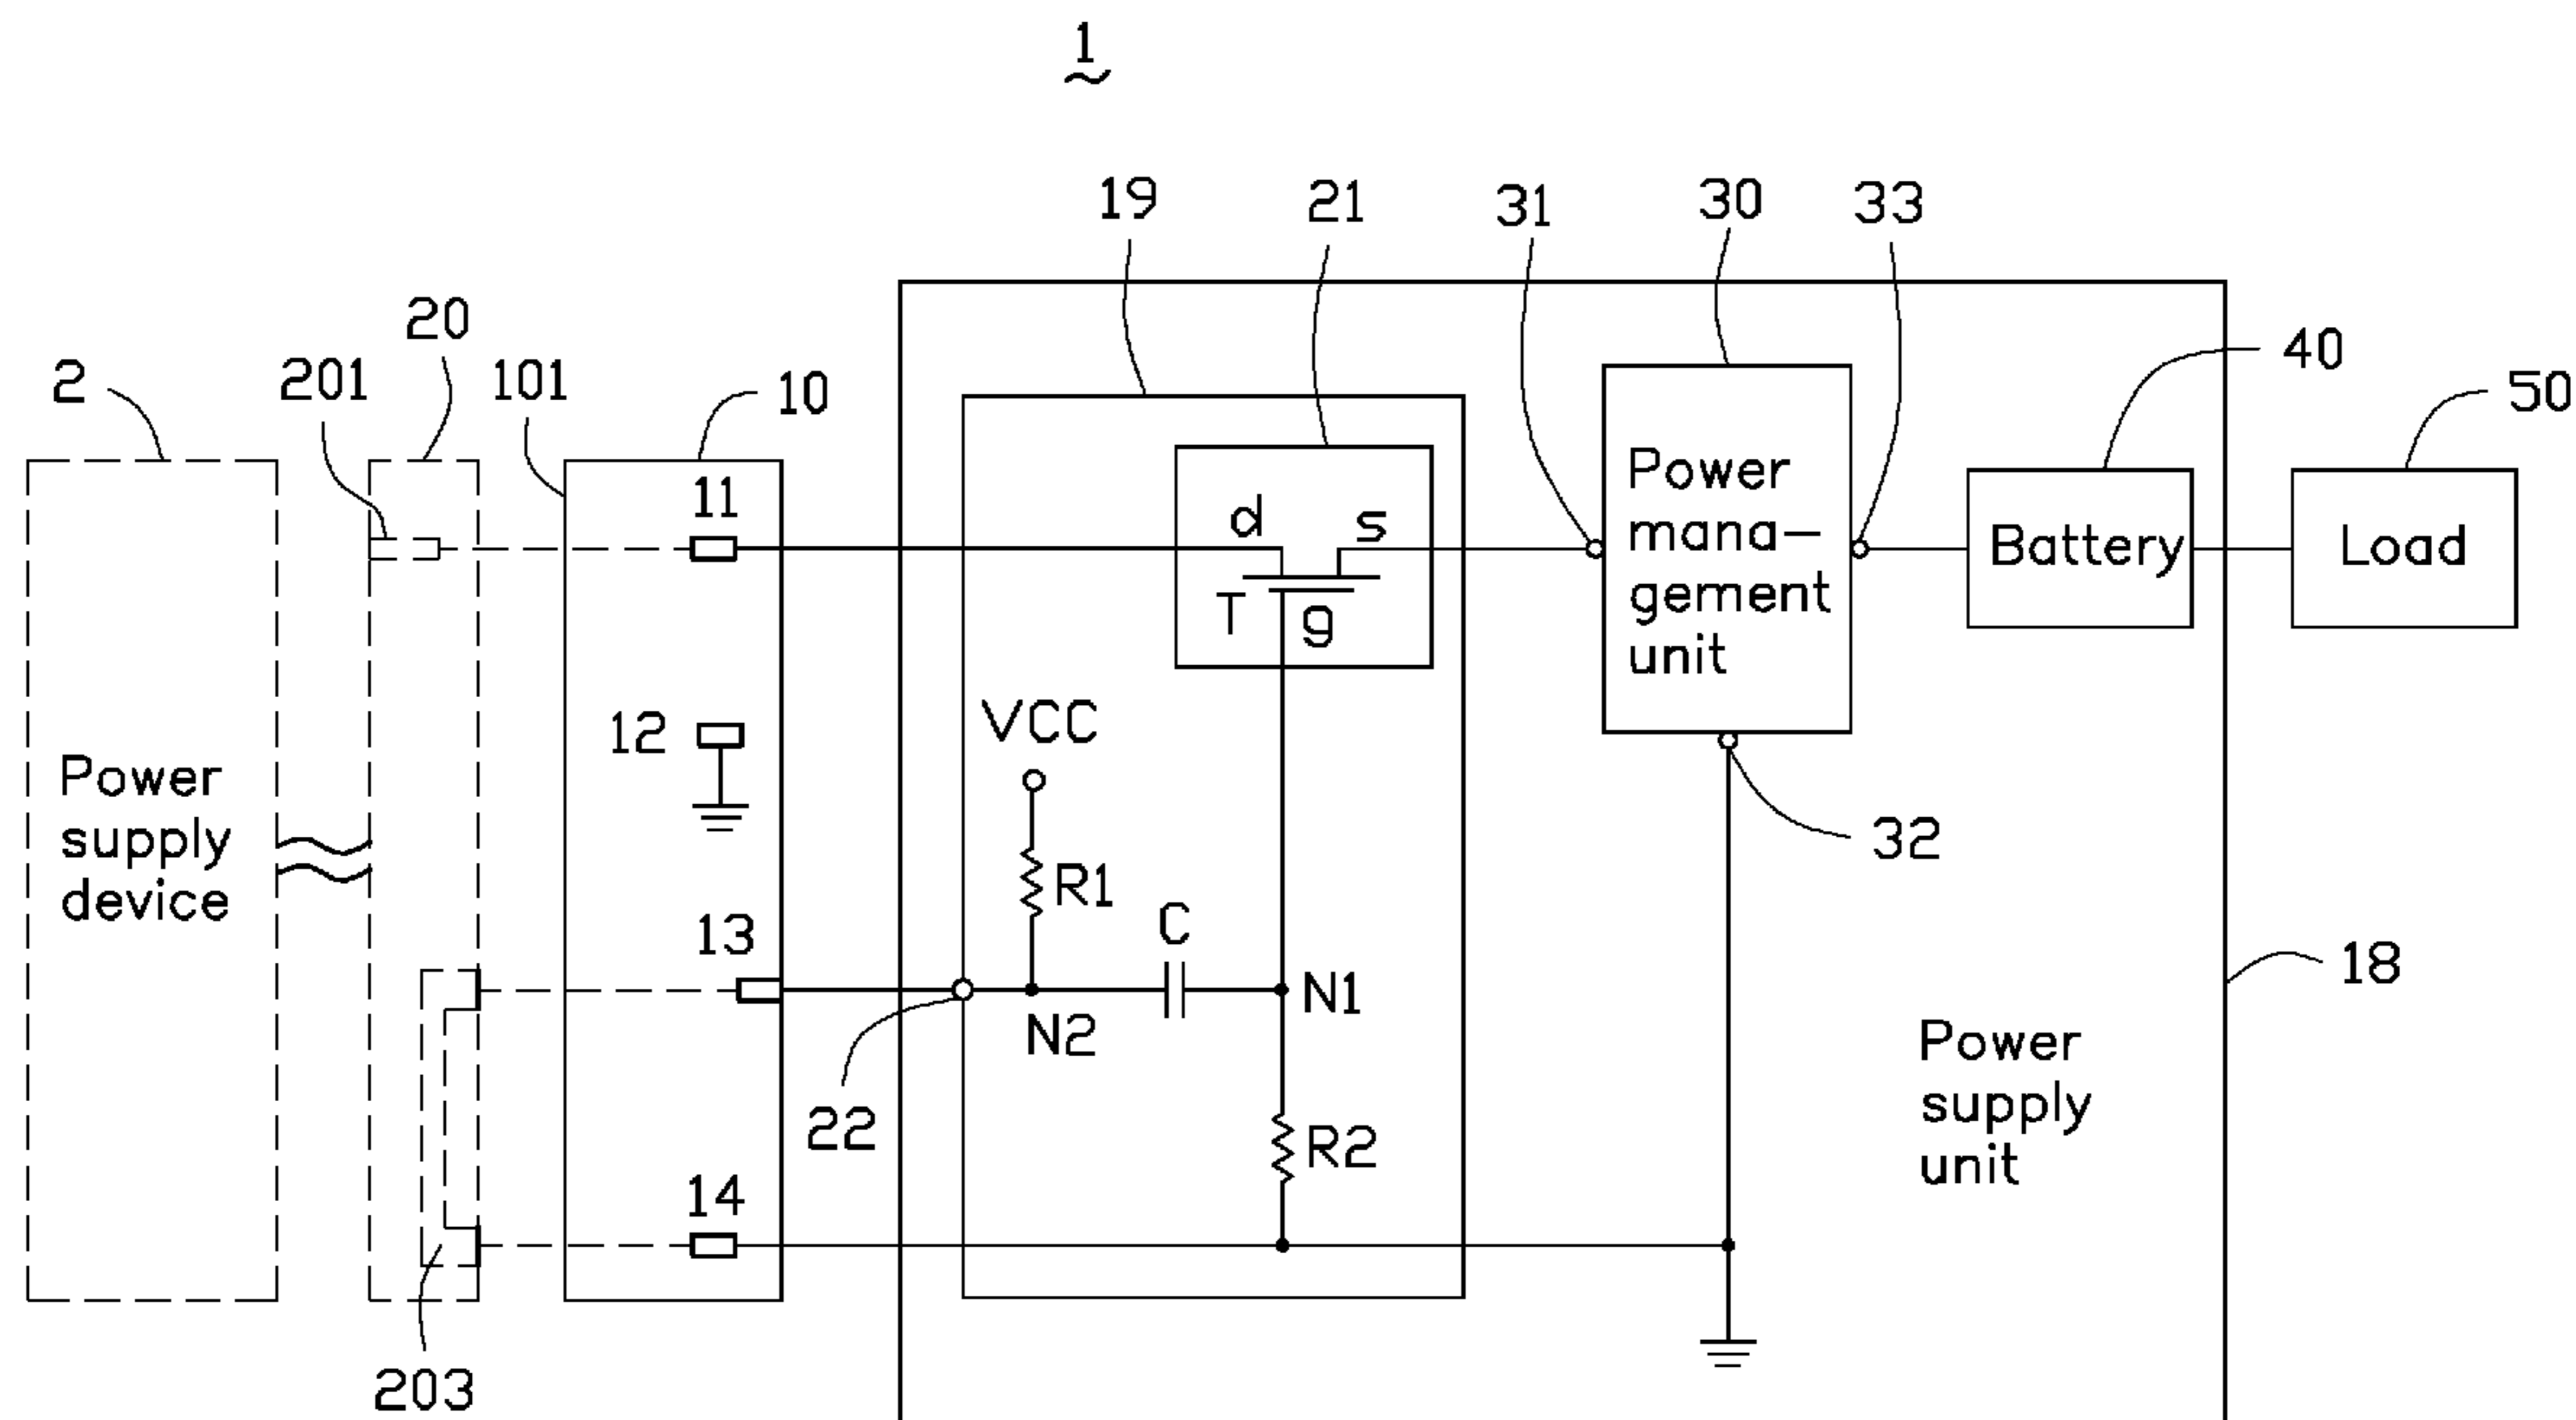 1
19
21
31
30
33
20
2
201
101
10
40
50
11
d
s
T
g
Power
mana-
gement
unit
Battery
Load
12
VCC
Power
supply
device
32
R1
13
C
N1
N2
18
22
Power
supply
unit
R2
14
203